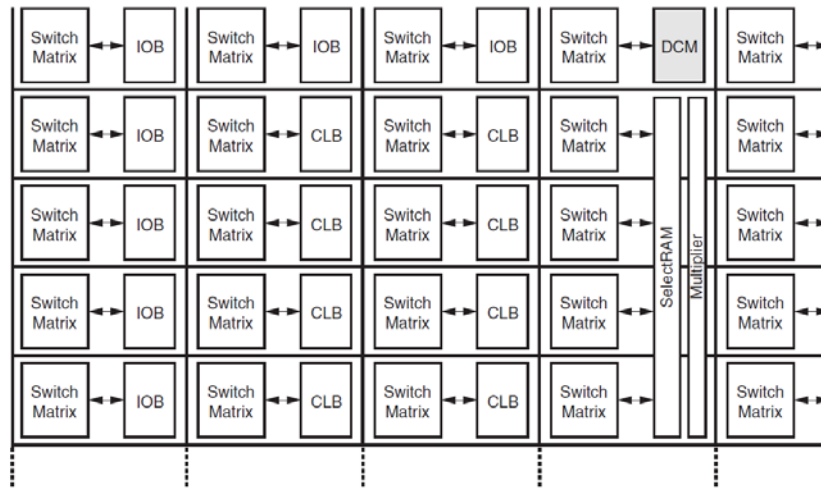 Switch Matrix IOB Switch Matrix IOB Switch Matrix IOB Switch Matrix DCM Switch Matrix
Switch Matrix IOB Switch Matrix CLB Switch Matrix CLB Switch Matrix Switch Matrix
Switch Matrix IOB Switch Matrix CLB Switch Matrix CLB Switch Matrix SelectRAM Multiplier Switch Matrix
Switch Matrix IOB Switch Matrix CLB Switch Matrix CLB Switch Matrix Switch Matrix
Switch Matrix IOB Switch Matrix CLB Switch Matrix CLB Switch Matrix Switch Matrix